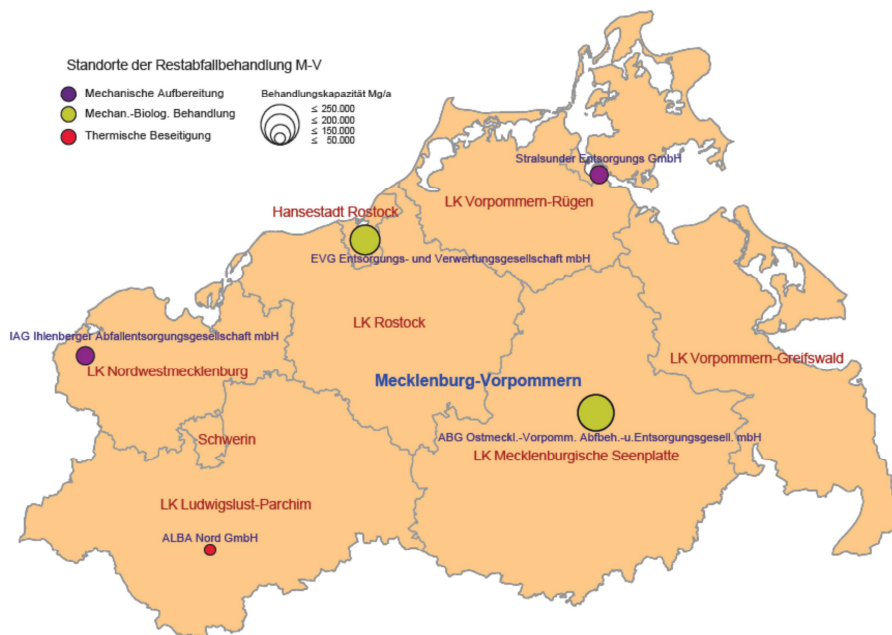 Standorte der Restabfallbehandlung M-V
Mechanische Aufbereitung
Mechan.-Biolog. Behandlung
Thermische Beseitigung
Behandlungskapazität Mg/a
≤ 250.000
≤ 200.000
≤ 150.000
≤ 50.000
Stralsunder Entsorgungs GmbH
LK Vorpommern-Rügen
Hansestadt Rostock
EVG Entsorgungs- und Verwertungsgesellschaft mbH
LK Rostock
IAG Ihlenberger Abfallentsorgungsgesellschaft mbH
LK Nordwestmecklenburg
LK Vorpommern-Greifswald
Mecklenburg-Vorpommern
Schwerin
ABG Ostmeckl.-Vorpomm. Abfbeh.-u.Entsorgungsgesell. mbH
LK Mecklenburgische Seenplatte
LK Ludwigslust-Parchim
ALBA Nord GmbH